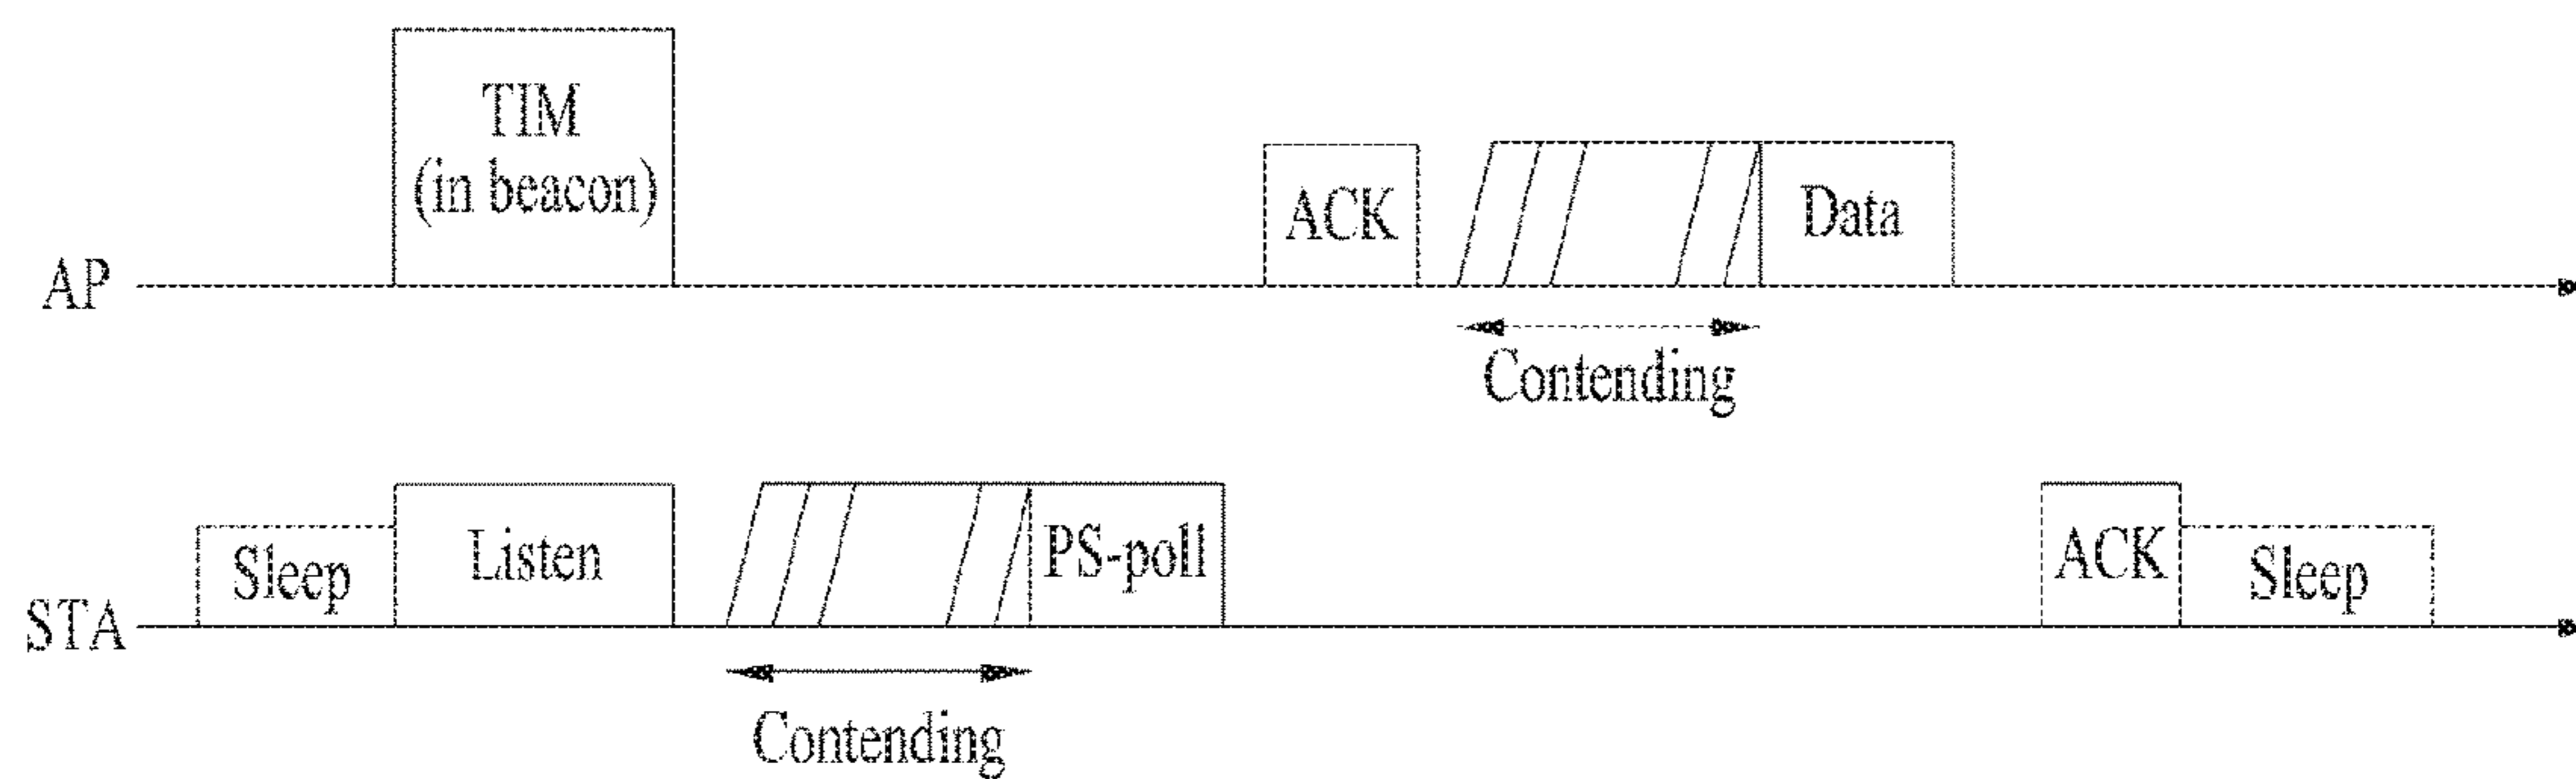 TIM
(in beacon)
ACK
Data
AP
Contending
Sleep
Listen
PS-poll
ACK
Sleep
STA
Contending